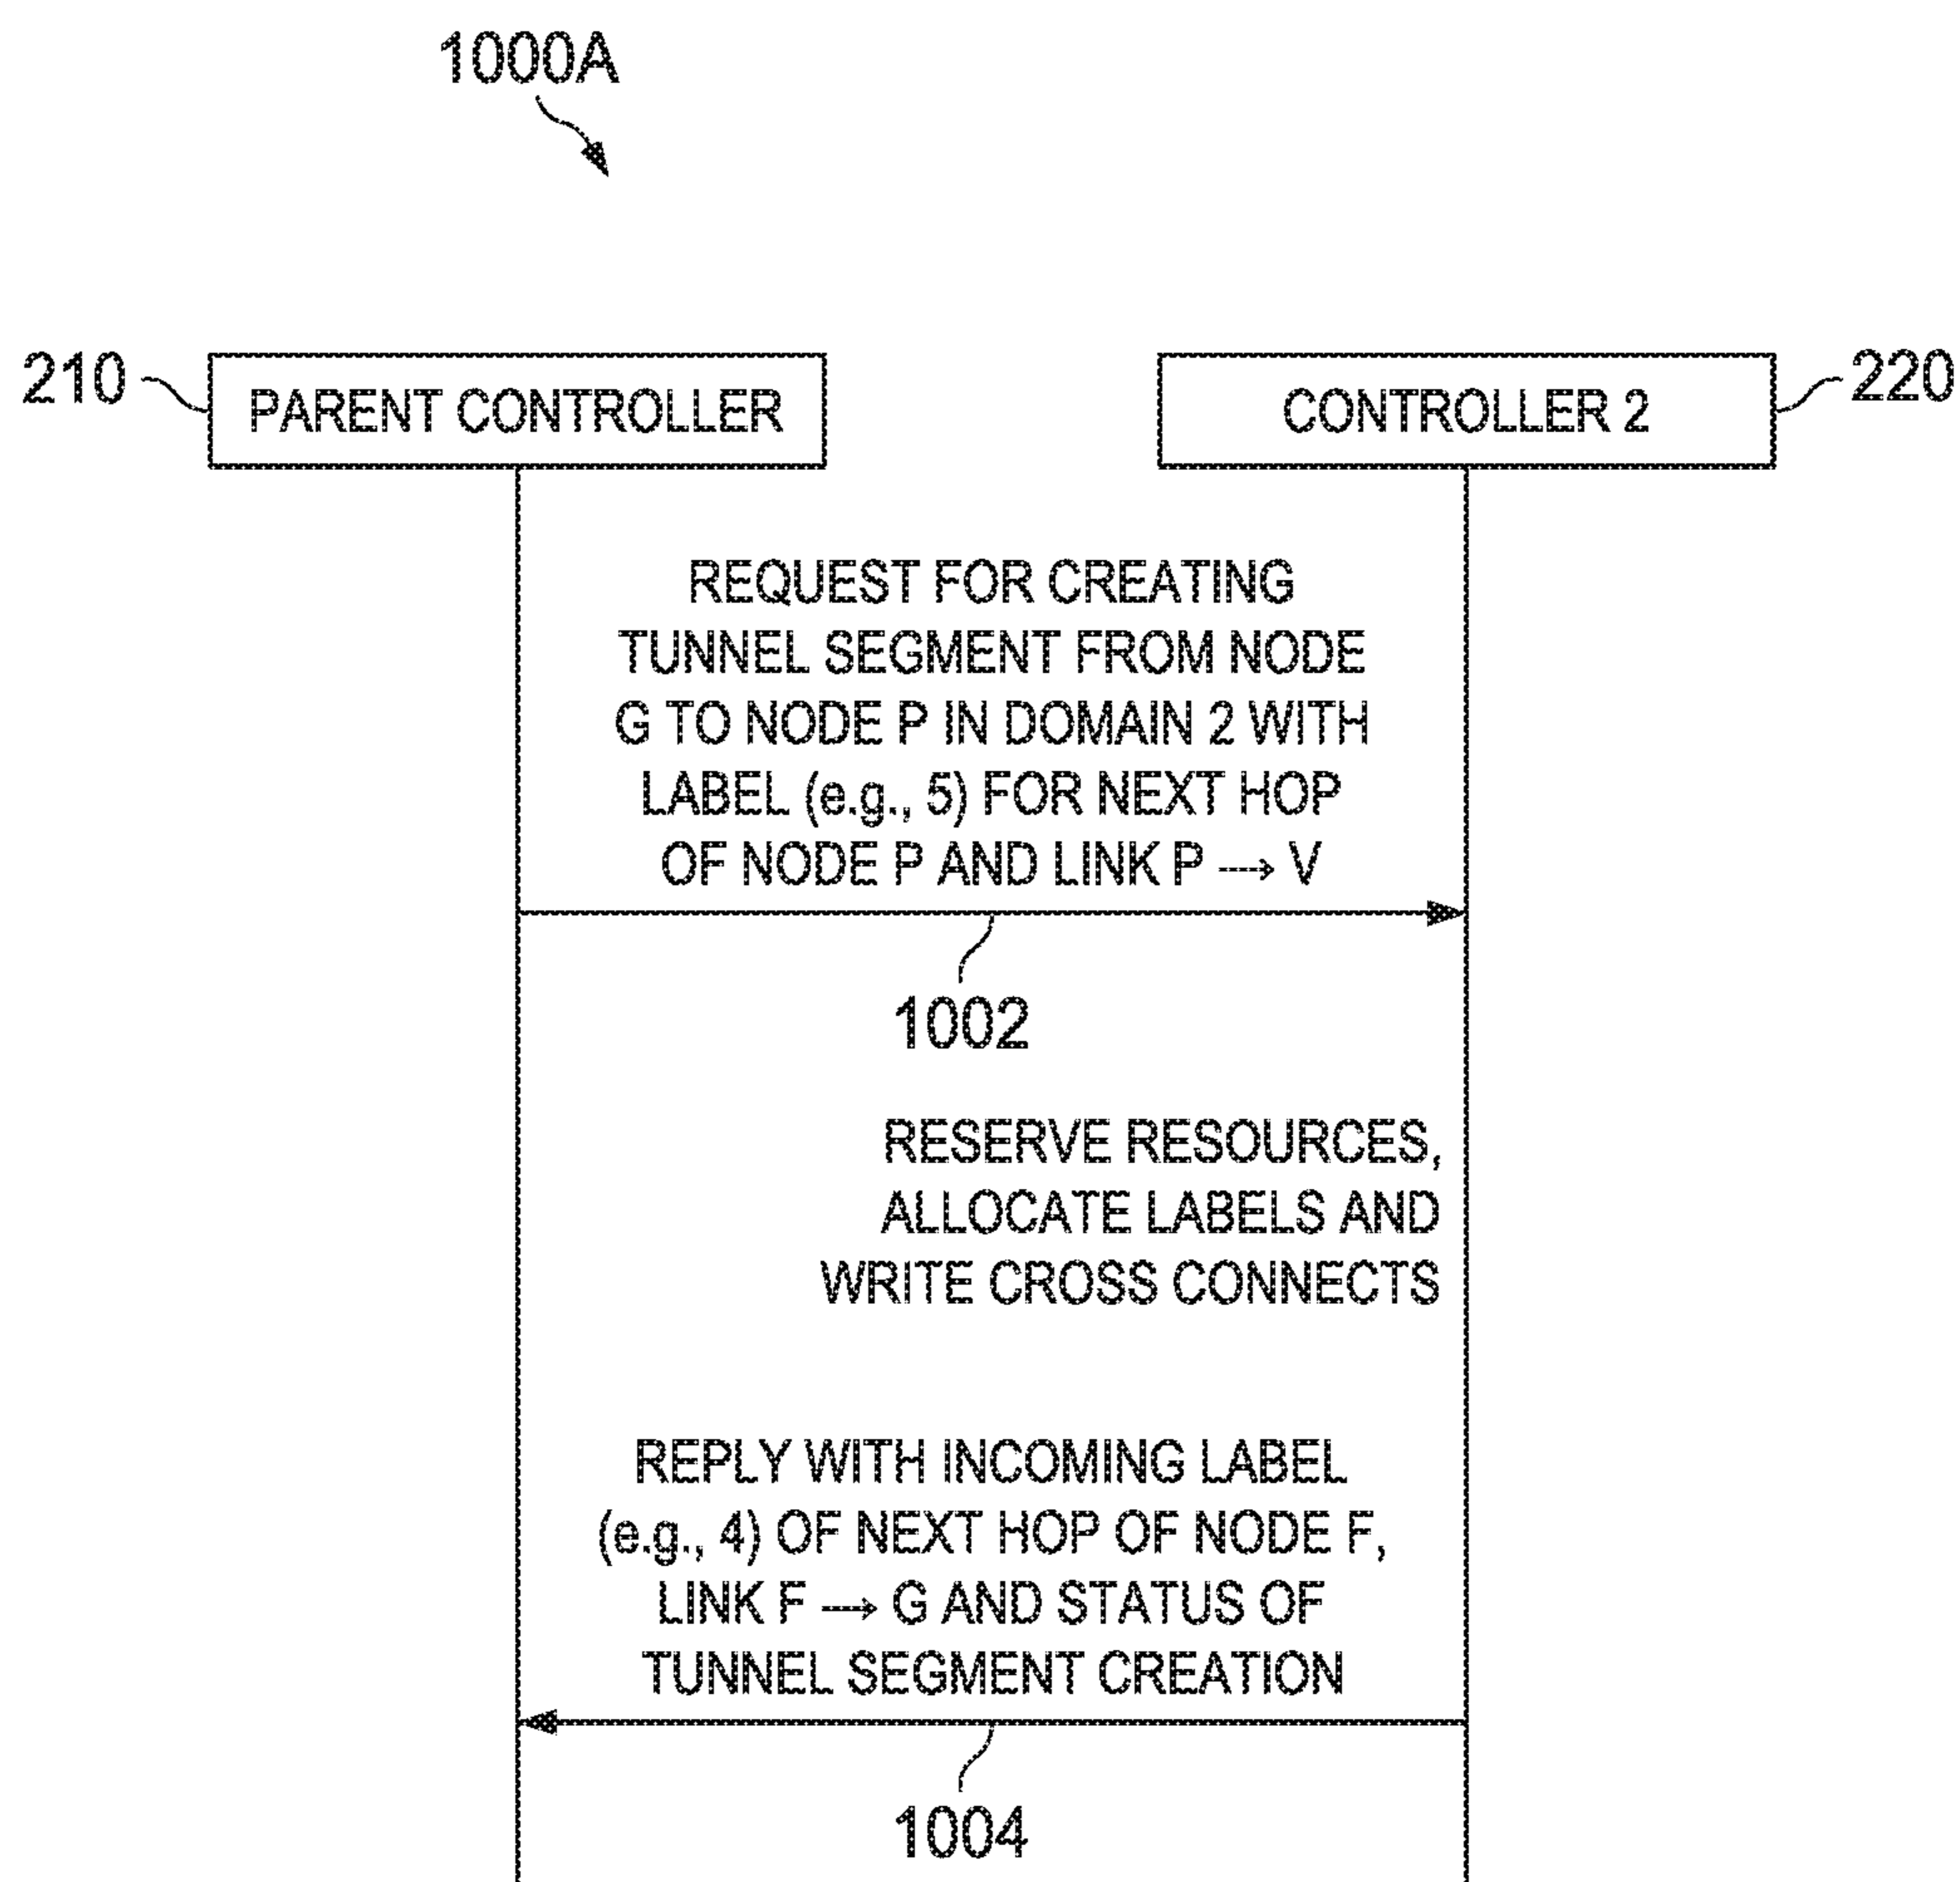 1000A
210
PARENT CONTROLLER
CONTROLLER 2
220
REQUEST FOR CREATING
TUNNEL SEGMENT FROM NODE
G TO NODE P IN DOMAIN 2 WITH
LABEL (e.g., 5) FOR NEXT HOP
OF NODE P AND LINK P → V
1002
RESERVE RESOURCES,
ALLOCATE LABELS AND
WRITE CROSS CONNECTS
REPLY WITH INCOMING LABEL
(e.g., 4) OF NEXT HOP OF NODE F,
LINK F → G AND STATUS OF
TUNNEL SEGMENT CREATION
1004